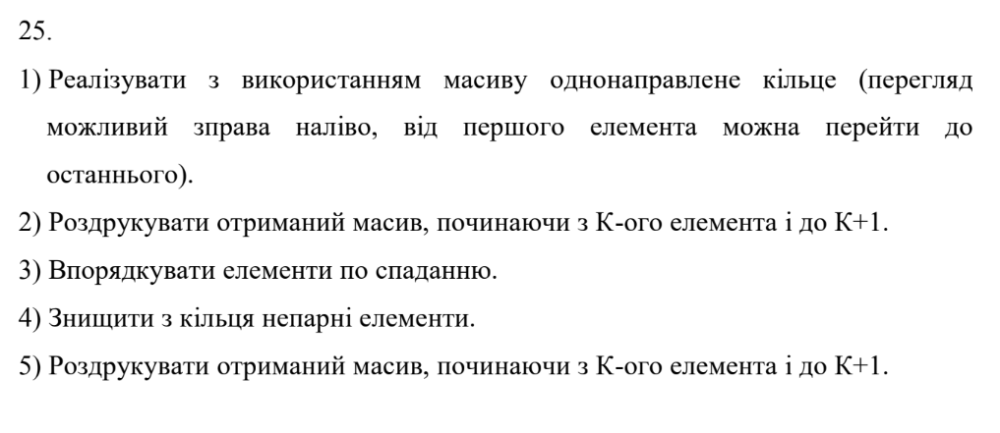 25.
1) Реалізувати з використанням масиву однонаправлене кільце (перегляд
можливий зправа наліво, від першого елемента можна перейти до
останнього).
2) Роздрукувати отриманий масив, починаючи з К-ого елемента і до К+1.
3) Впорядкувати елементи по спаданню.
4) Знищити з кільця непарні елементи.
5) Роздрукувати отриманий масив, починаючи з К-ого елемента і до К+1.